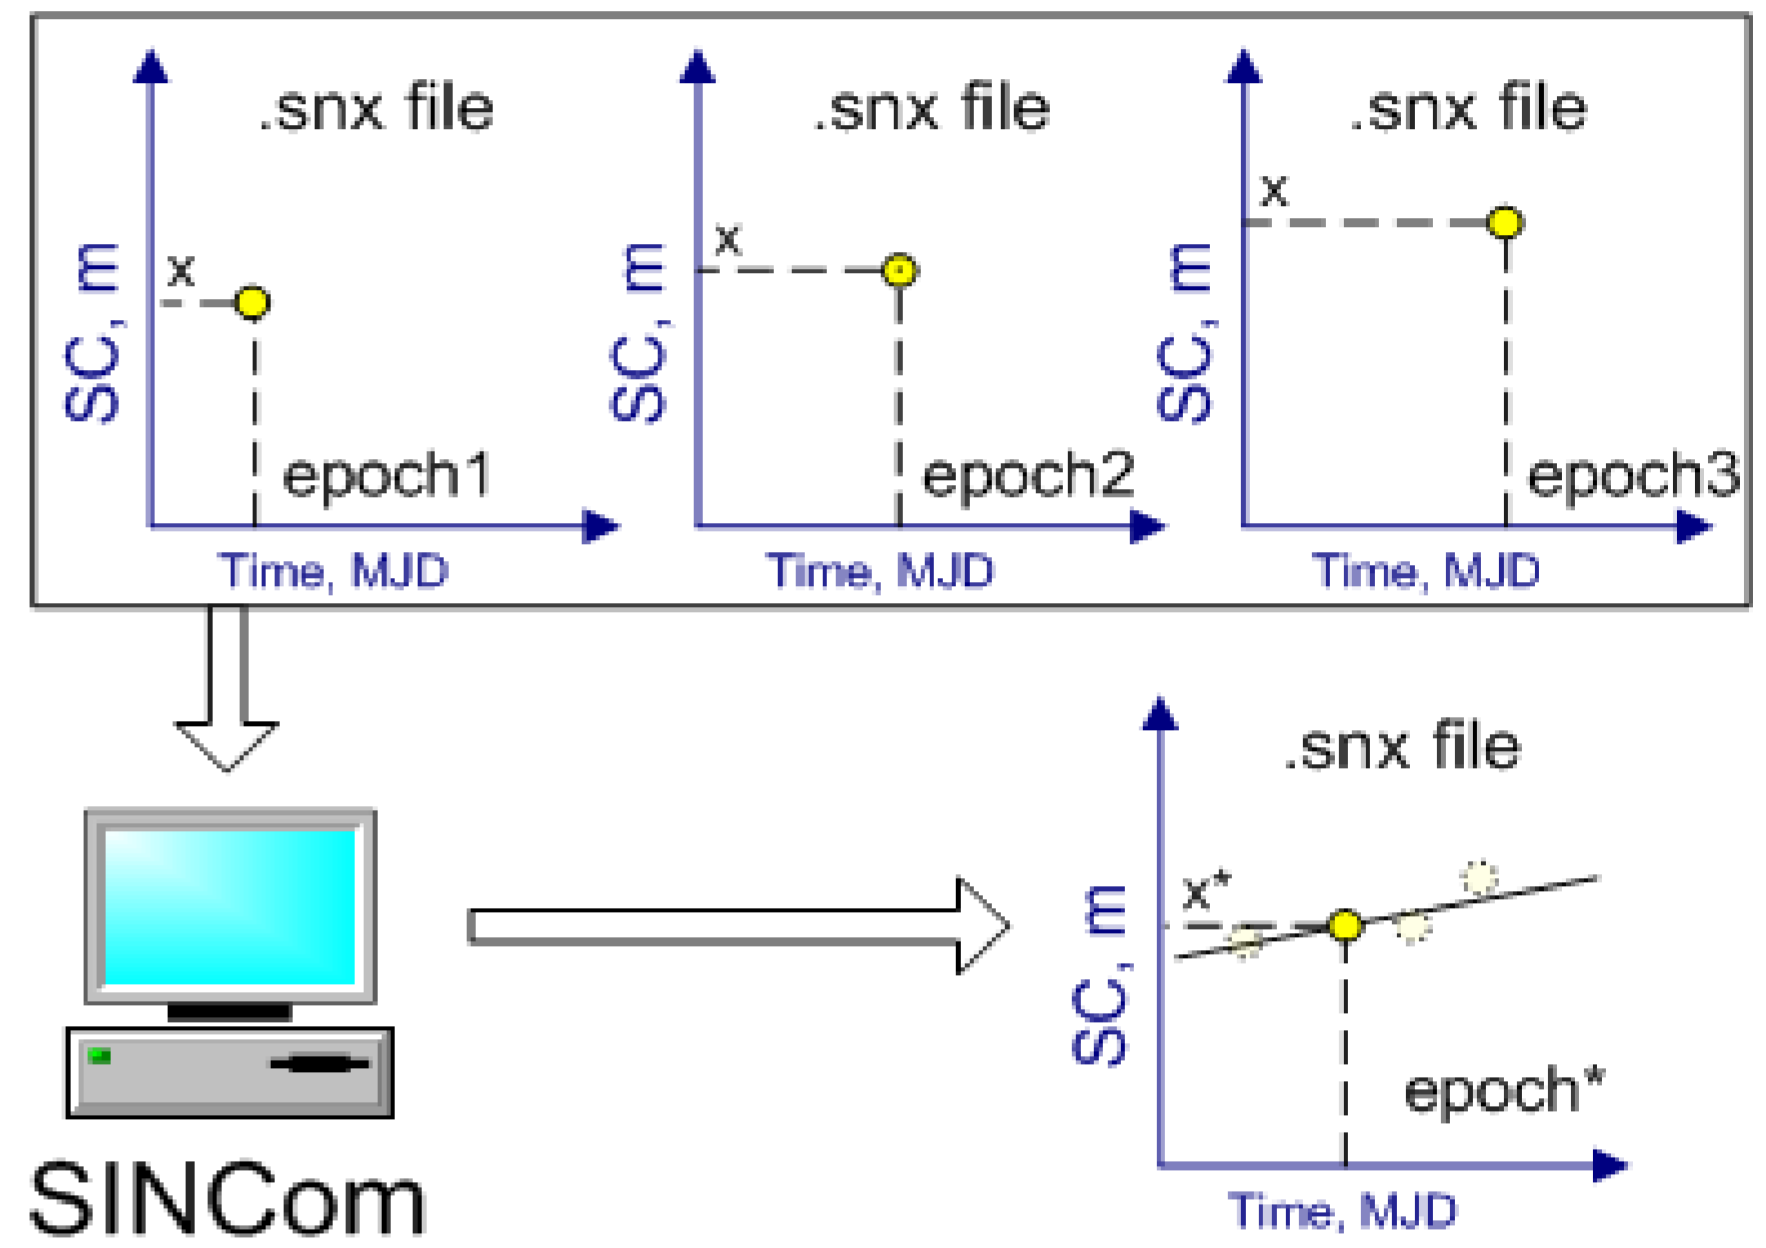 .snx file
.snx file
.snx file
x
x
x
SC, m
SC, m
SC, m
epoch1
epoch2
epoch3
Time, MJD
Time, MJD
Time, MJD
.snx file
x*
SC, m
epoch*
Time, MJD
SINCom